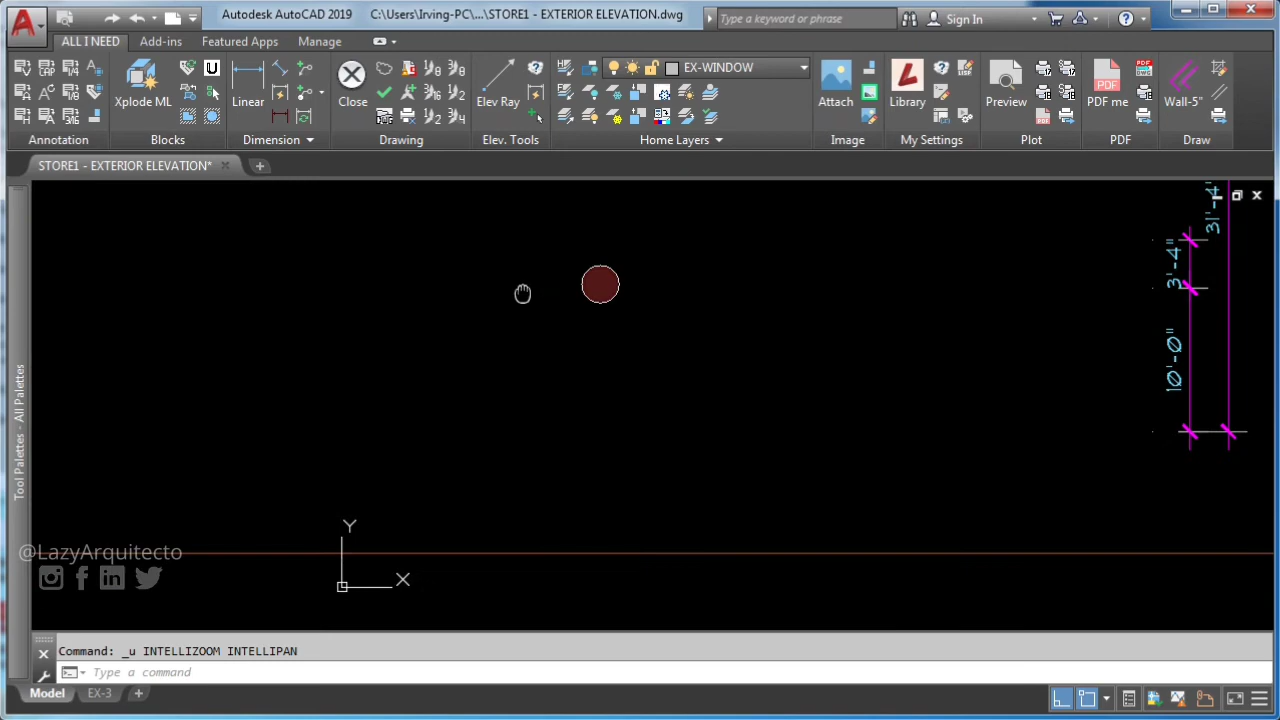 Autodesk AutoCAD 2019 C:\Users\Irving-PC\...\STORE1 - EXTERIOR ELEVATION.dwg
Type a keyword or phrase
Sign In
ALL I NEED Add-ins Featured Apps Manage
Xplode ML
Linear
Close
Elev Ray
EX-WINDOW
Attach
Library
Preview
PDF me
Wall-5"
Annotation Blocks Dimension Drawing Elev. Tools Home Layers Image My Settings Plot PDF Draw
STORE1 - EXTERIOR ELEVATION*
31'-4"
3'-4"
10'-0"
Tool Palettes - All Palettes
Y
X
@LazyArquitecto
Command: _u INTELLIZOOM INTELLIPAN
Type a command
Model EX-3